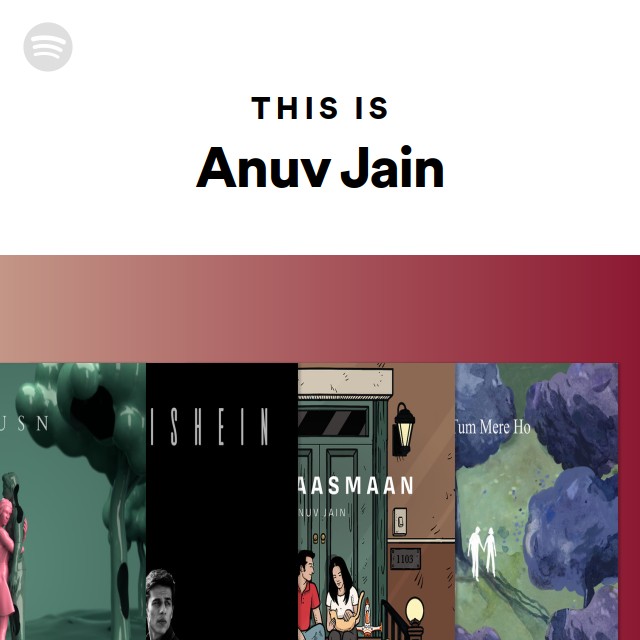 THIS IS
Anuv Jain
USN
ISHEIN
AASMAAN
NUV JAIN
1103
Tum Mere Ho